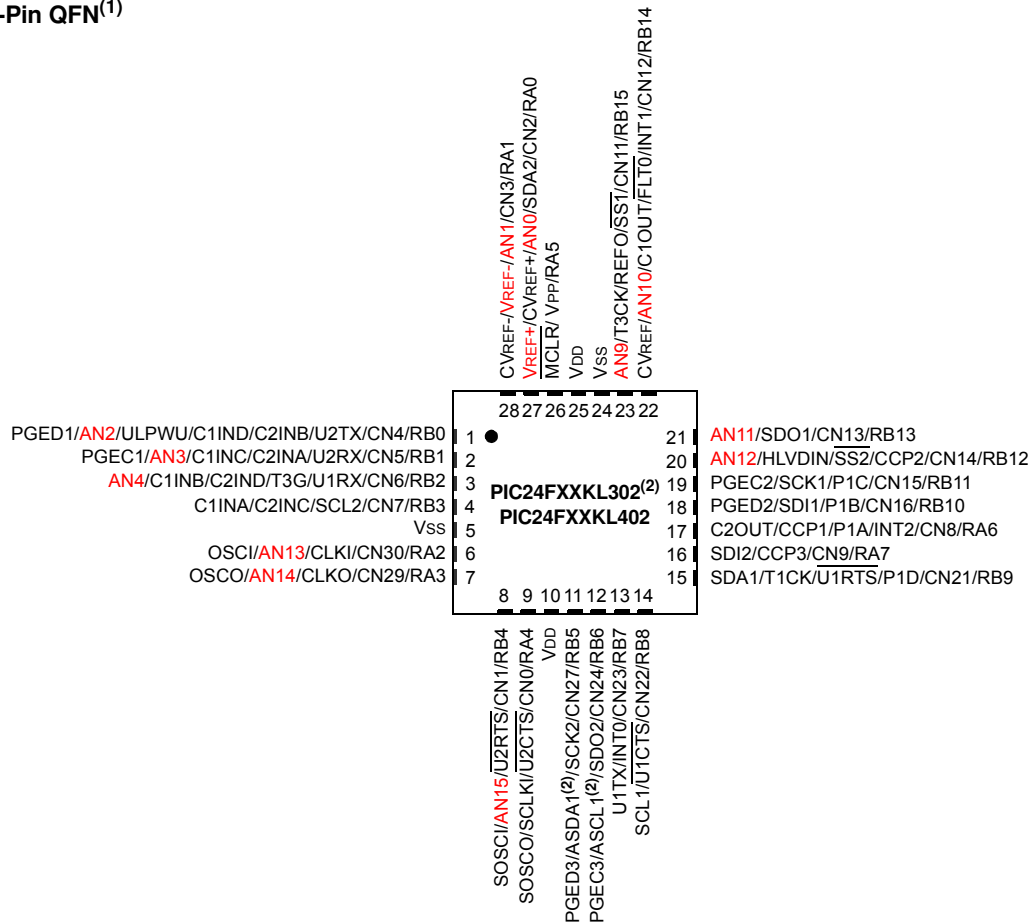 -Pin QFN(1)
CVREF-/VREF-/AN1/CN3/RA1
VREF+/CVREF+/AN0/SDA2/CN2/RA0
MCLR/ VPP/RA5
VDD
VSS
AN9/T3CK/REFO/SS1/CN11/RB15
CVREF/AN10/C1OUT/FLT0/INT1/CN12/RB14
28 27 26 25 24 23 22
PGED1/AN2/ULPWU/C1IND/C2INB/U2TX/CN4/RB0 1
PGEC1/AN3/C1INC/C2INA/U2RX/CN5/RB1 2
AN4/C1INB/C2IND/T3G/U1RX/CN6/RB2 3
C1INA/C2INC/SCL2/CN7/RB3 4
VSS 5
OSCI/AN13/CLKI/CN30/RA2 6
OSCO/AN14/CLKO/CN29/RA3 7
PIC24FXXKL302(2)
PIC24FXXKL402
21 AN11/SDO1/CN13/RB13
20 AN12/HLVDIN/SS2/CCP2/CN14/RB12
19 PGEC2/SCK1/P1C/CN15/RB11
18 PGED2/SDI1/P1B/CN16/RB10
17 C2OUT/CCP1/P1A/INT2/CN8/RA6
16 SDI2/CCP3/CN9/RA7
15 SDA1/T1CK/U1RTS/P1D/CN21/RB9
8 9 10 11 12 13 14
SOSCI/AN15/U2RTS/CN1/RB4
SOSCO/SCLKI/U2CTS/CN0/RA4
VDD
PGED3/ASDA1(2)/SCK2/CN27/RB5
PGEC3/ASCL1(2)/SDO2/CN24/RB6
U1TX/INT0/CN23/RB7
SCL1/U1CTS/CN22/RB8